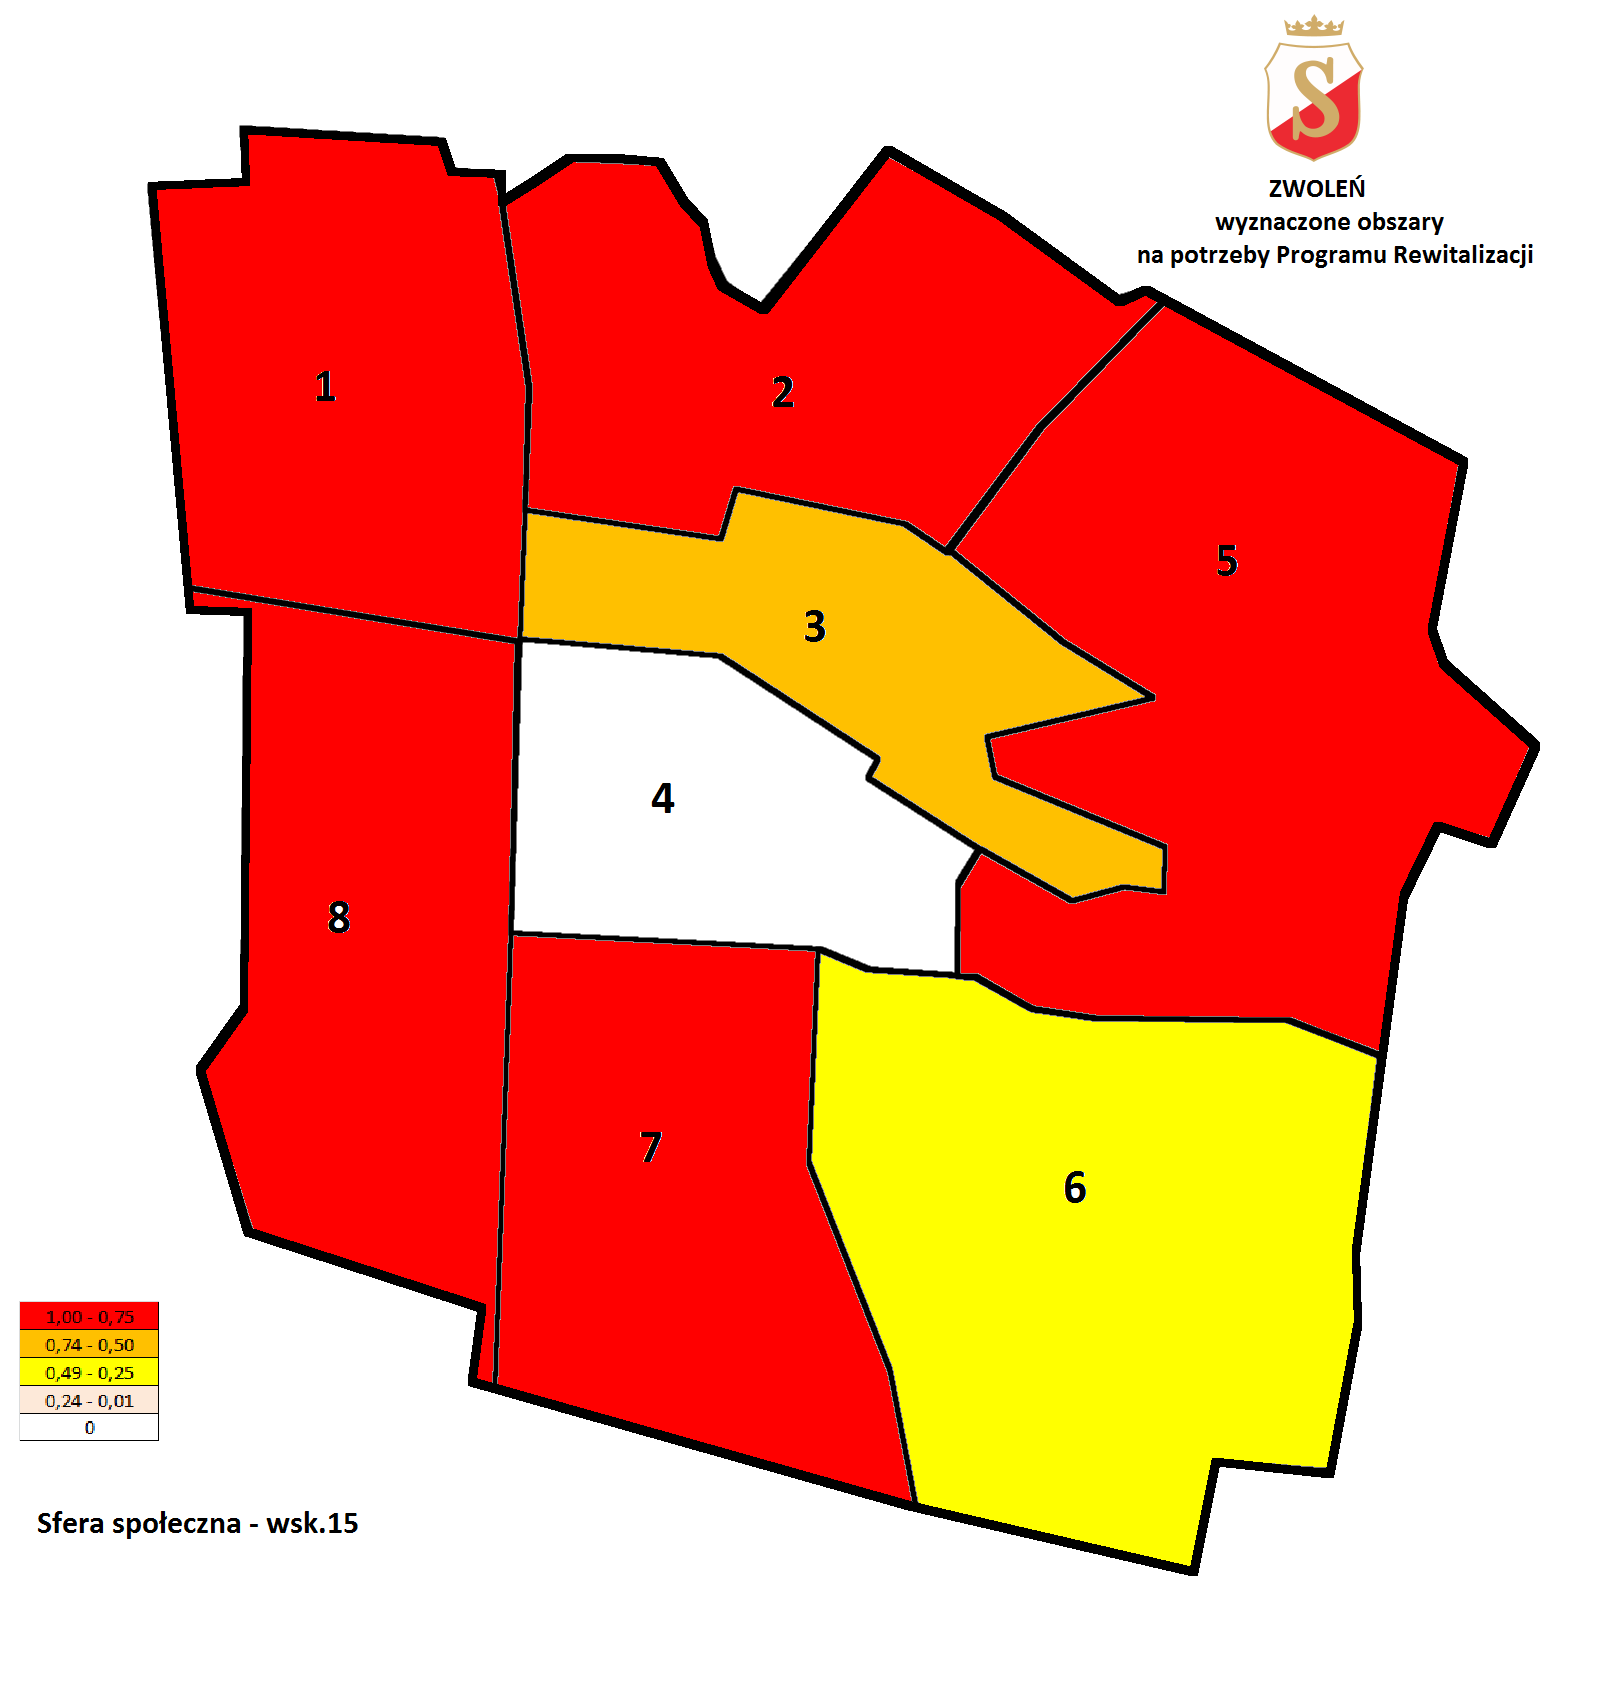 S
ZWOLEŃ
wyznaczone obszary
na potrzeby Programu Rewitalizacji
1
2
5
3
4
8
7
6
1,00 - 0,75
0,74 - 0,50
0,49 - 0,25
0,24 - 0,01
0
Sfera społeczna - wsk.15